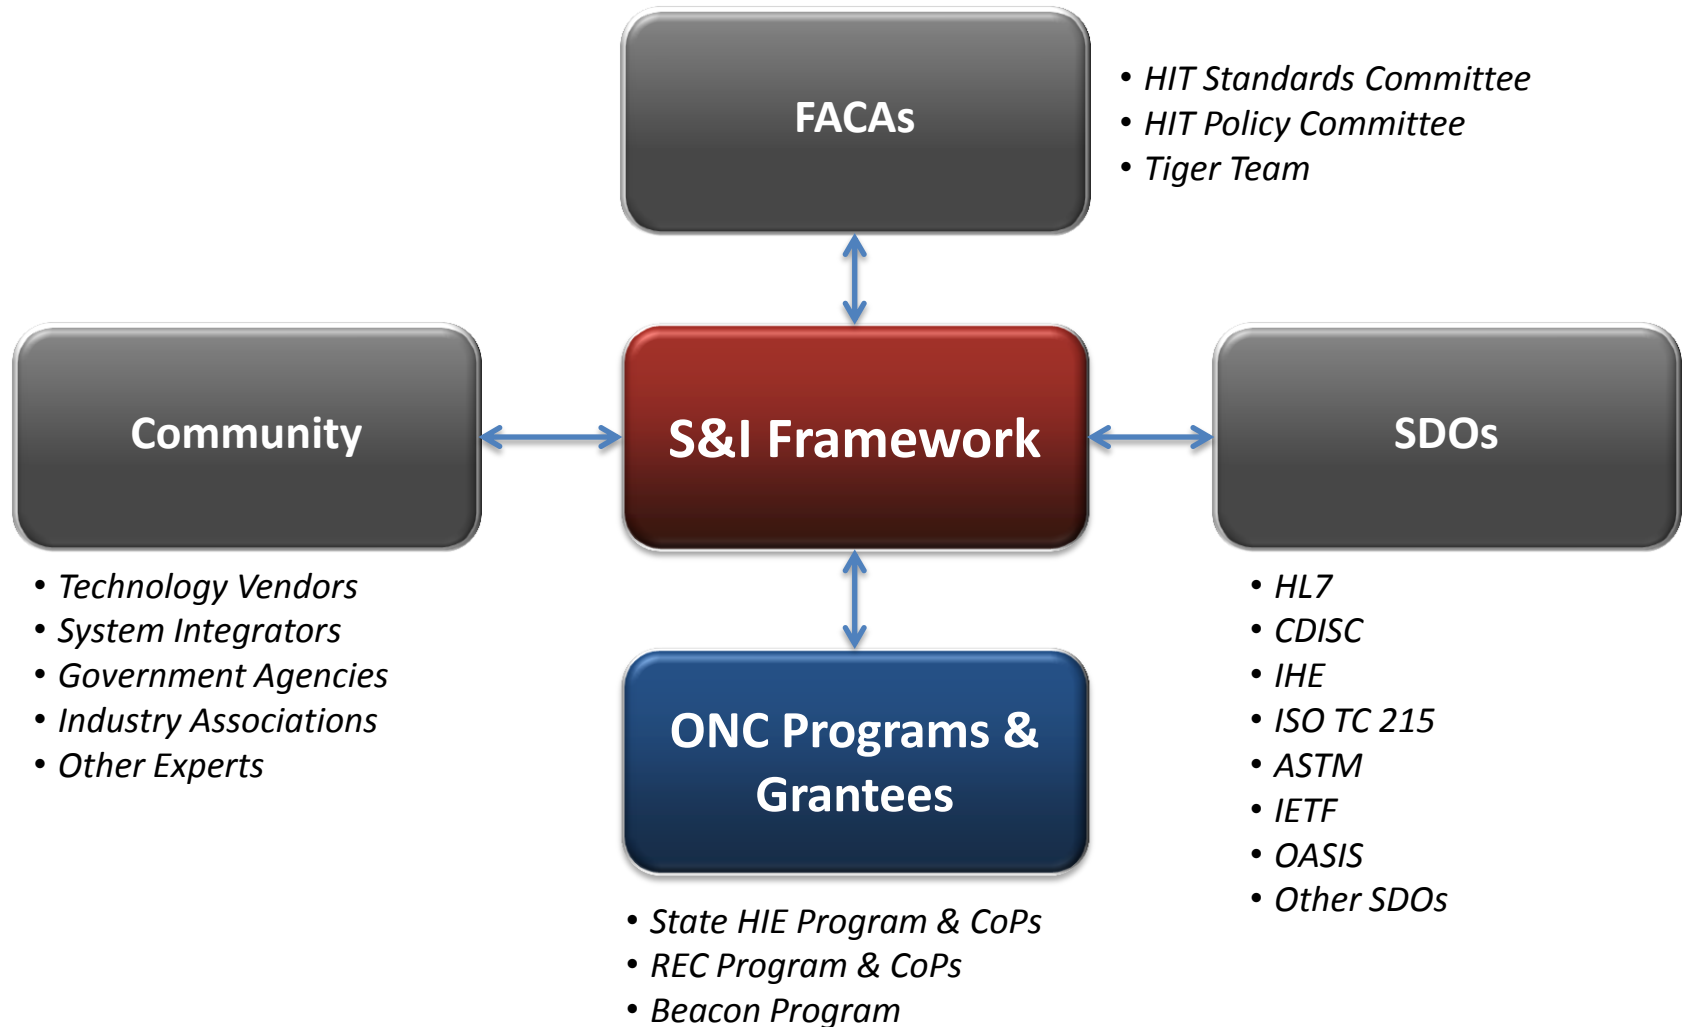 FACAs
• HIT Standards Committee
• HIT Policy Committee
• Tiger Team
Community
S&I Framework
SDOs
• Technology Vendors
• System Integrators
• Government Agencies
• Industry Associations
• Other Experts
ONC Programs &
Grantees
• HL7
• CDISC
• IHE
• ISO TC 215
• ASTM
• IETF
• OASIS
• Other SDOs
• State HIE Program & CoPs
• REC Program & CoPs
• Beacon Program